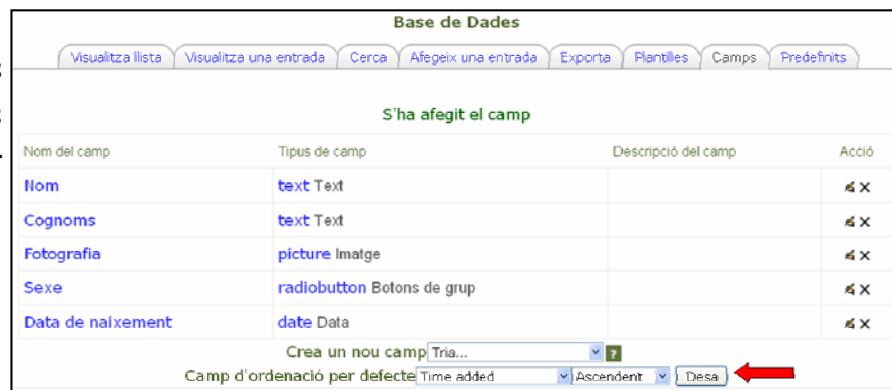 Base de Dades
Visualitza llista Visualitza una entrada Cerca Afegeix una entrada Exporta Plantilles Camps Predefinits
S'ha afegit el camp
Nom del camp Tipus de camp Descripció del camp Acció
Nom text Text
Cognoms text Text
Fotografia picture Imatge
Sexe radiobutton Botons de grup
Data de naixement date Data
Crea un nou camp Tria... ?
Camp d'ordenació per defecte Time added Ascendent Desa